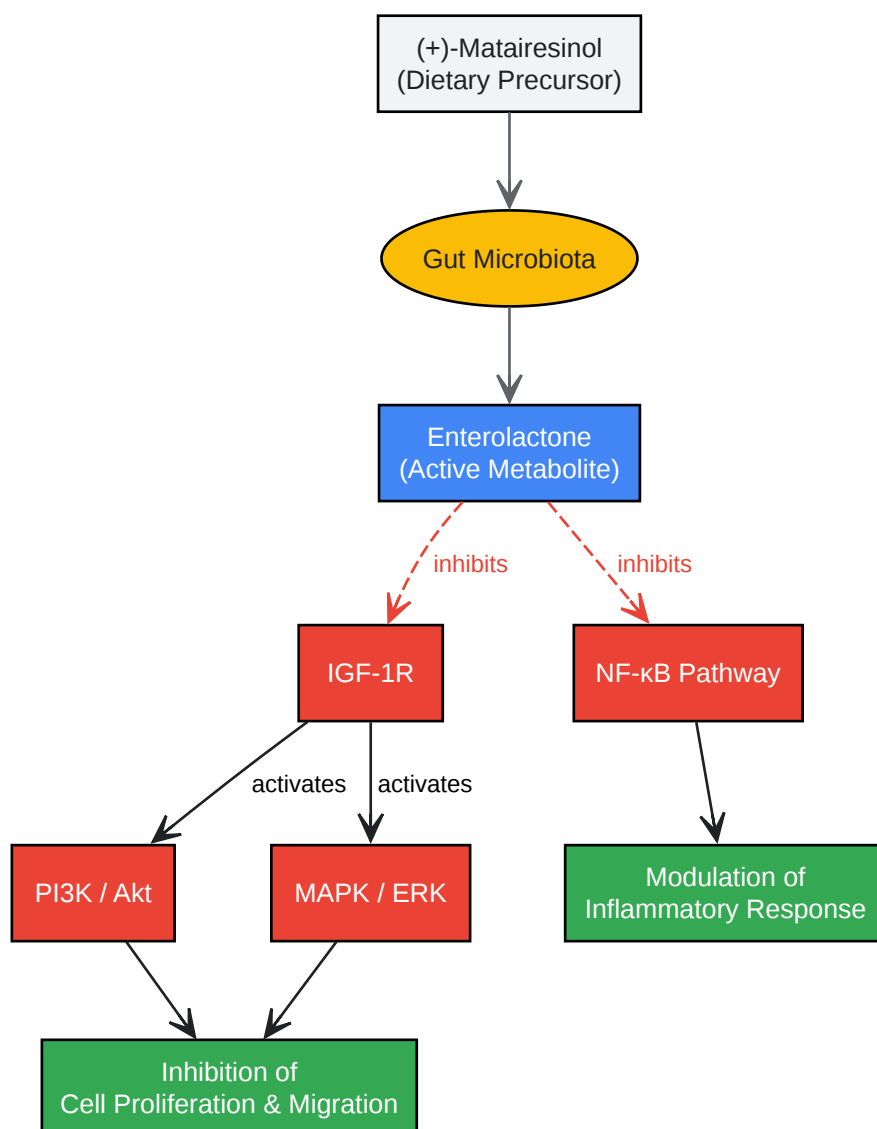 (+)-Matairesinol
(Dietary Precursor)
Gut Microbiota
Enterolactone
(Active Metabolite)
inhibits
inhibits
IGF-1R
NF-κB Pathway
activates
activates
PI3K / Akt
MAPK / ERK
Modulation of
Inflammatory Response
Inhibition of
Cell Proliferation & Migration